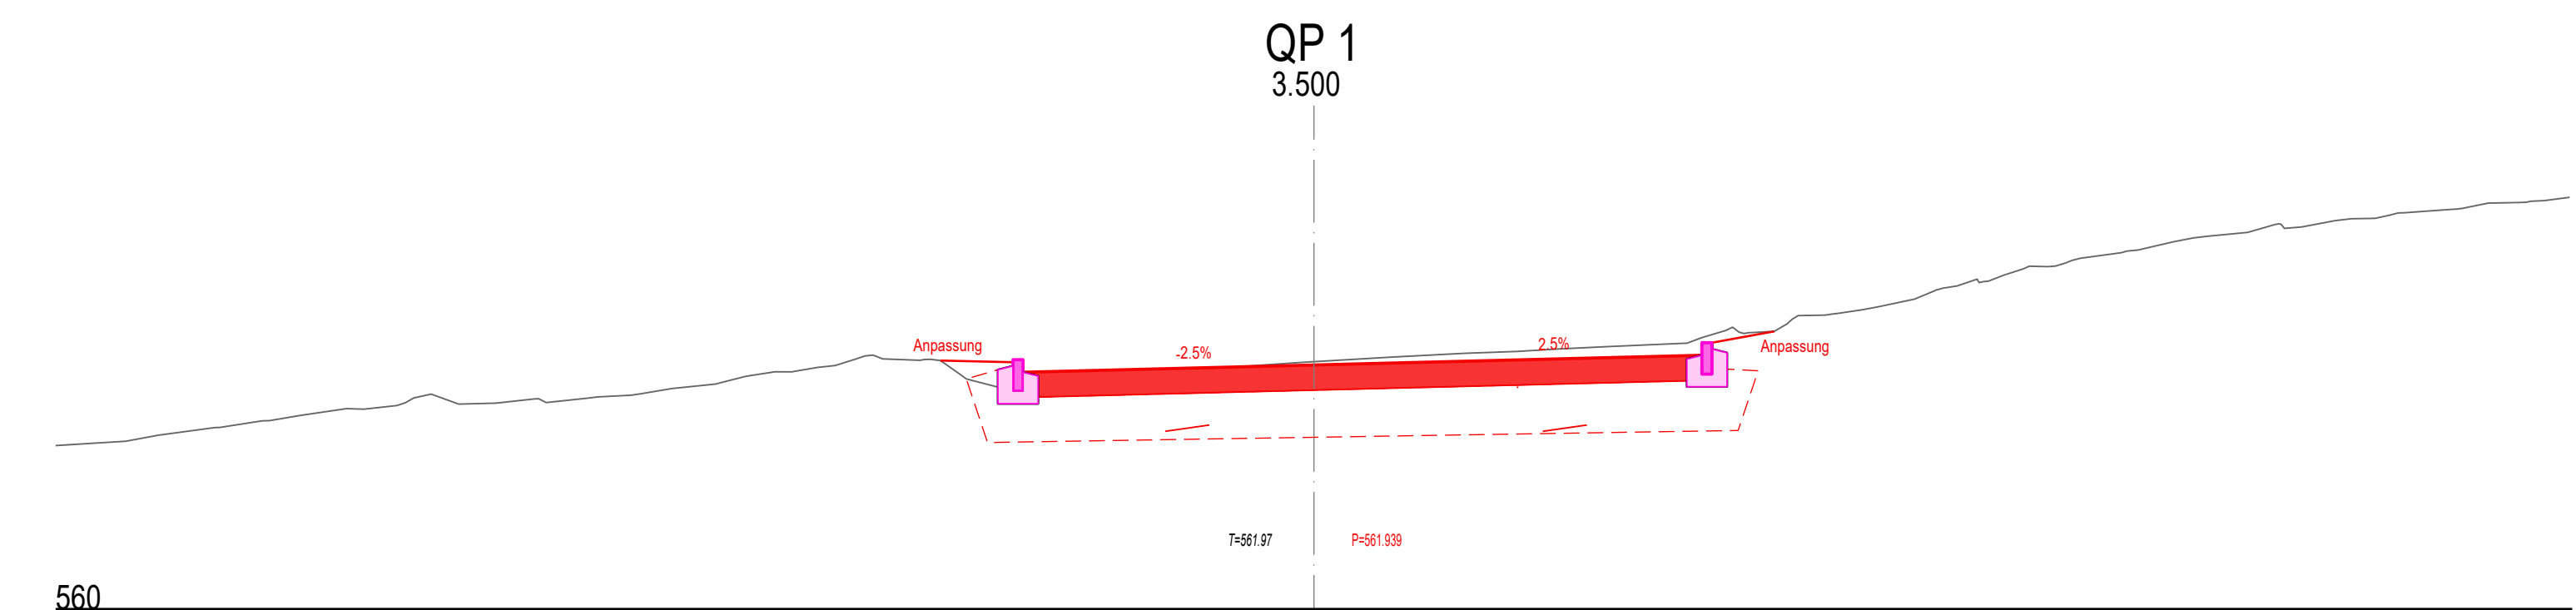 QP 1
3.500
Anpassung
-2.5%
2.5%
Anpassung
T=561.97
P=561.939
560